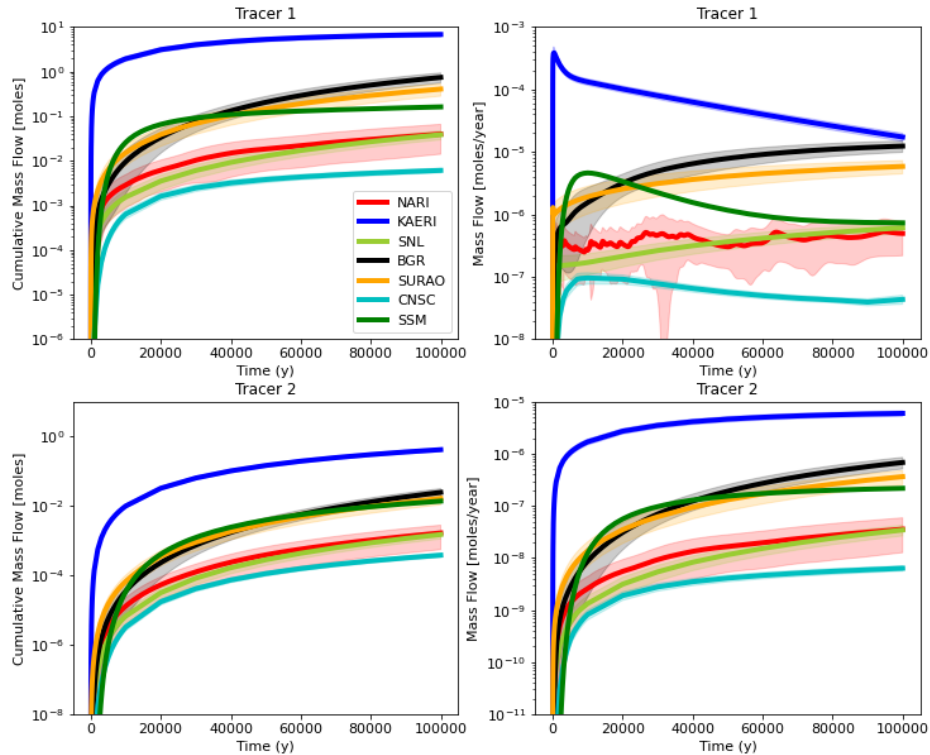 Tracer 1
Cumulative Mass Flow [moles]
10^1
10^0
10^-1
10^-2
10^-3
10^-4
10^-5
10^-6
NARI
KAERI
SNL
BGR
SURAO
CNSC
SSM
0 20000 40000 60000 80000 100000
Time (y)
Tracer 1
Mass Flow [moles/year]
10^-3
10^-4
10^-5
10^-6
10^-7
10^-8
0 20000 40000 60000 80000 100000
Time (y)
Tracer 2
Cumulative Mass Flow [moles]
10^0
10^-2
10^-4
10^-6
10^-8
0 20000 40000 60000 80000 100000
Time (y)
Tracer 2
Mass Flow [moles/year]
10^-5
10^-6
10^-7
10^-8
10^-9
10^-10
10^-11
0 20000 40000 60000 80000 100000
Time (y)